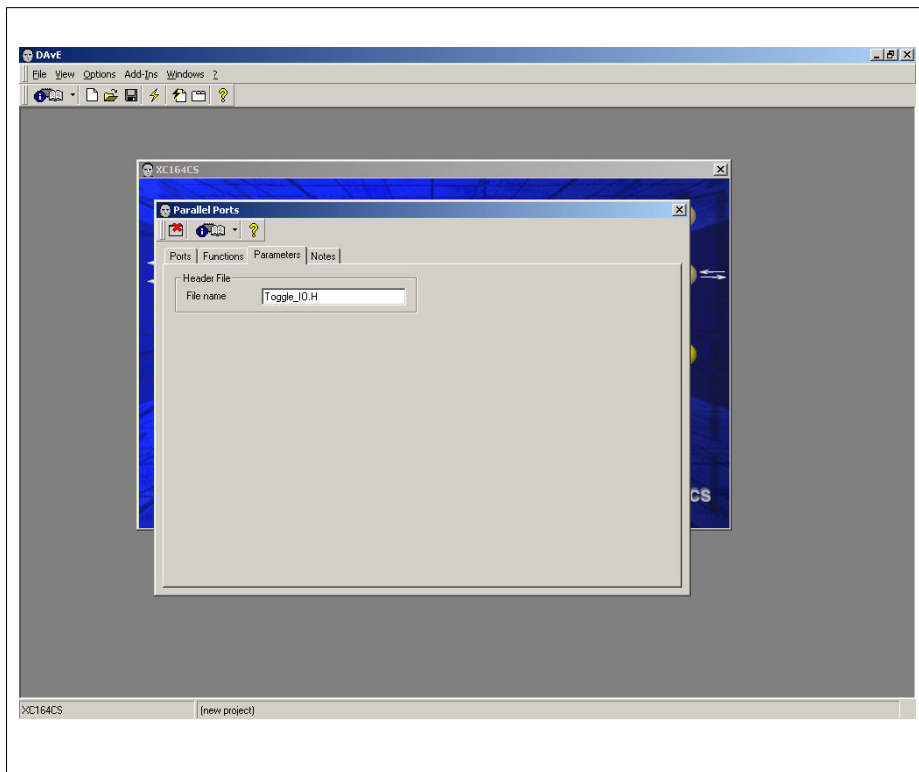 DAvE
File View Options Add-Ins Windows ?
XC164CS
Parallel Ports
Ports Functions Parameters Notes
Header File
File name Toggle_IO.H
CS
XC164CS (new project)